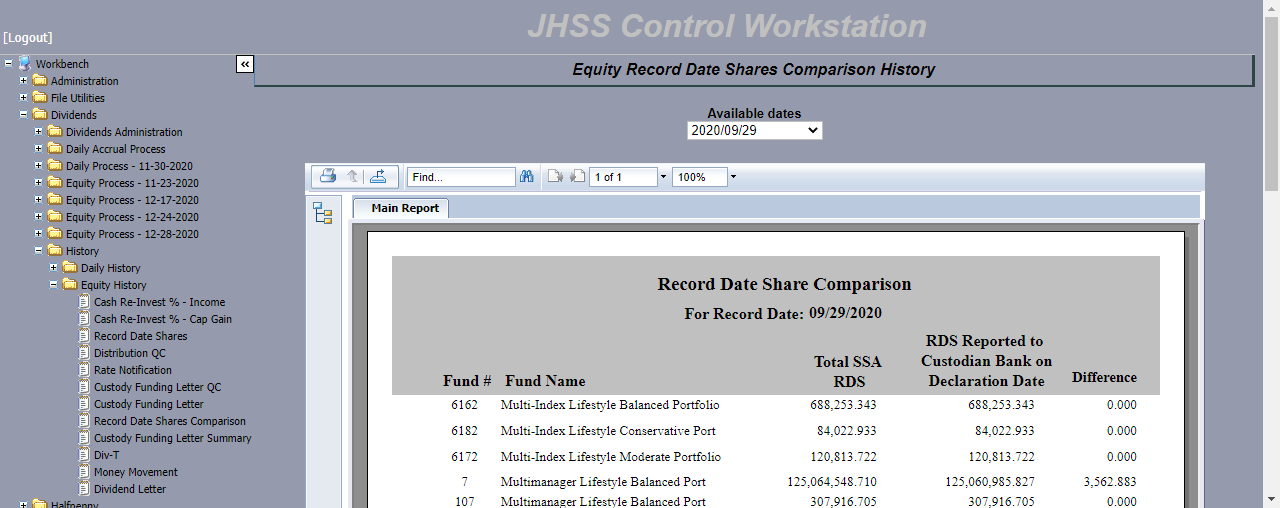 JHSS Control Workstation
[Logout]
Workbench
«
Equity Record Date Shares Comparison History
Administration
File Utilities
Dividends
Dividends Administration
Daily Accrual Process
Daily Process - 11-30-2020
Equity Process - 11-23-2020
Equity Process - 12-17-2020
Equity Process - 12-24-2020
Equity Process - 12-28-2020
History
Daily History
Equity History
Cash Re-Invest % - Income
Cash Re-Invest % - Cap Gain
Record Date Shares
Distribution QC
Rate Notification
Custody Funding Letter QC
Custody Funding Letter
Record Date Shares Comparison
Custody Funding Letter Summary
Div-T
Money Movement
Dividend Letter
Halfpenny
Available dates
2020/09/29
Find... 1 of 1 100%
Main Report
Record Date Share Comparison
For Record Date: 09/29/2020
RDS Reported to
Total SSA Custodian Bank on
Fund # Fund Name RDS Declaration Date Difference
6162 Multi-Index Lifestyle Balanced Portfolio 688,253.343 688,253.343 0.000
6182 Multi-Index Lifestyle Conservative Port 84,022.933 84,022.933 0.000
6172 Multi-Index Lifestyle Moderate Portfolio 120,813.722 120,813.722 0.000
7 Multimanager Lifestyle Balanced Port 125,064,548.710 125,060,985.827 3,562.883
107 Multimanager Lifestyle Balanced Port 307,916.705 307,916.705 0.000